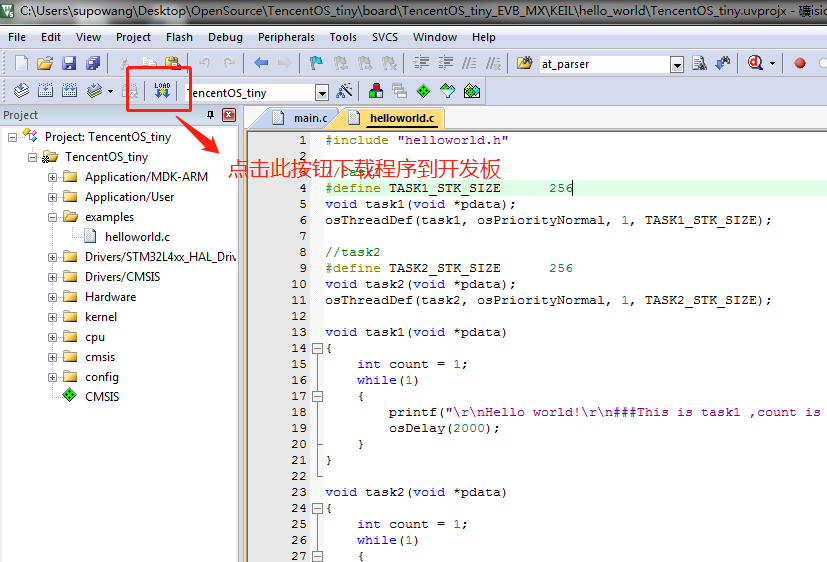 C:\Users\supowang\Desktop\OpenSource\TencentOS_tiny\board\TencentOS_tiny_EVB_MX\KEIL\hello_world\TencentOS_tiny.uvprojx - 礦isio
File Edit View Project Flash Debug Peripherals Tools SVCS Window Help
at_parser
LOAD
TencentOS_tiny
Project
main.c
helloworld.c
Project: TencentOS_tiny
TencentOS_tiny
Application/MDK-ARM
Application/User
examples
helloworld.c
Drivers/STM32L4xx_HAL_Driv
Drivers/CMSIS
Hardware
kernel
cpu
cmsis
config
CMSIS
点击此按钮下载程序到开发板
1 #include "helloworld.h"
2
3 //task1
4 #define TASK1_STK_SIZE 256
5 void task1(void *pdata);
6 osThreadDef(task1, osPriorityNormal, 1, TASK1_STK_SIZE);
7
8 //task2
9 #define TASK2_STK_SIZE 256
10 void task2(void *pdata);
11 osThreadDef(task2, osPriorityNormal, 1, TASK2_STK_SIZE);
12
13 void task1(void *pdata)
14 {
15 int count = 1;
16 while(1)
17 {
18 printf("\r\nHello world!\r\n###This is task1 ,count is
19 osDelay(2000);
20 }
21 }
22
23 void task2(void *pdata)
24 {
25 int count = 1;
26 while(1)
27 {